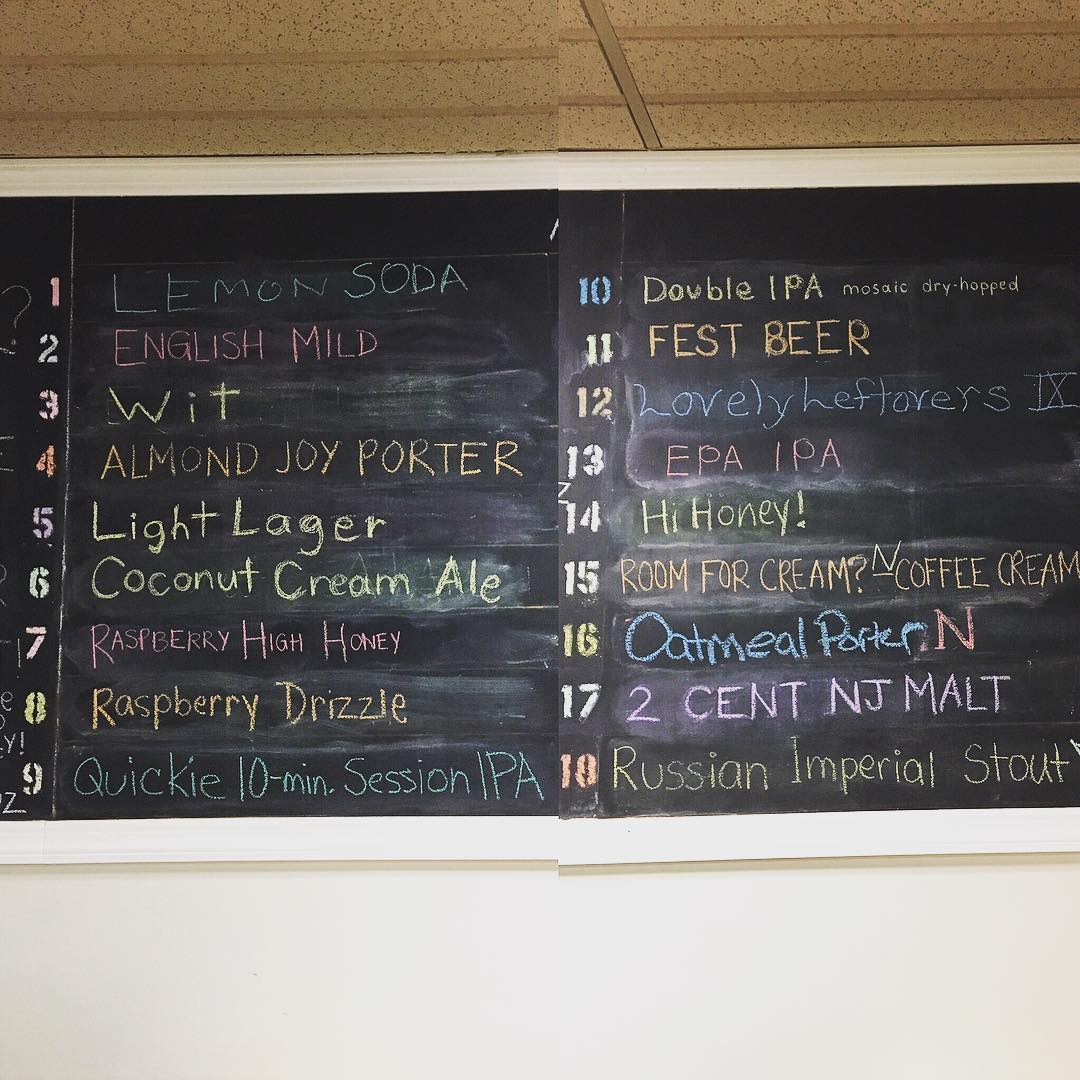 1 LEMON SODA
2 ENGLISH MILD
3 Wit
4 ALMOND JOY PORTER
5 Light Lager
6 Coconut Cream Ale
7 RASPBERRY HIGH HONEY
8 Raspberry Drizzle
9 Quickie 10-min. Session IPA
10 Double IPA mosaic dry-hopped
11 FEST BEER
12 Lovely Leftovers IX
13 EPA IPA
14 Hi Honey!
15 ROOM FOR CREAM? N COFFEE CREAM
16 Oatmeal Porter N
17 2 CENT NJ MALT
18 Russian Imperial Stout